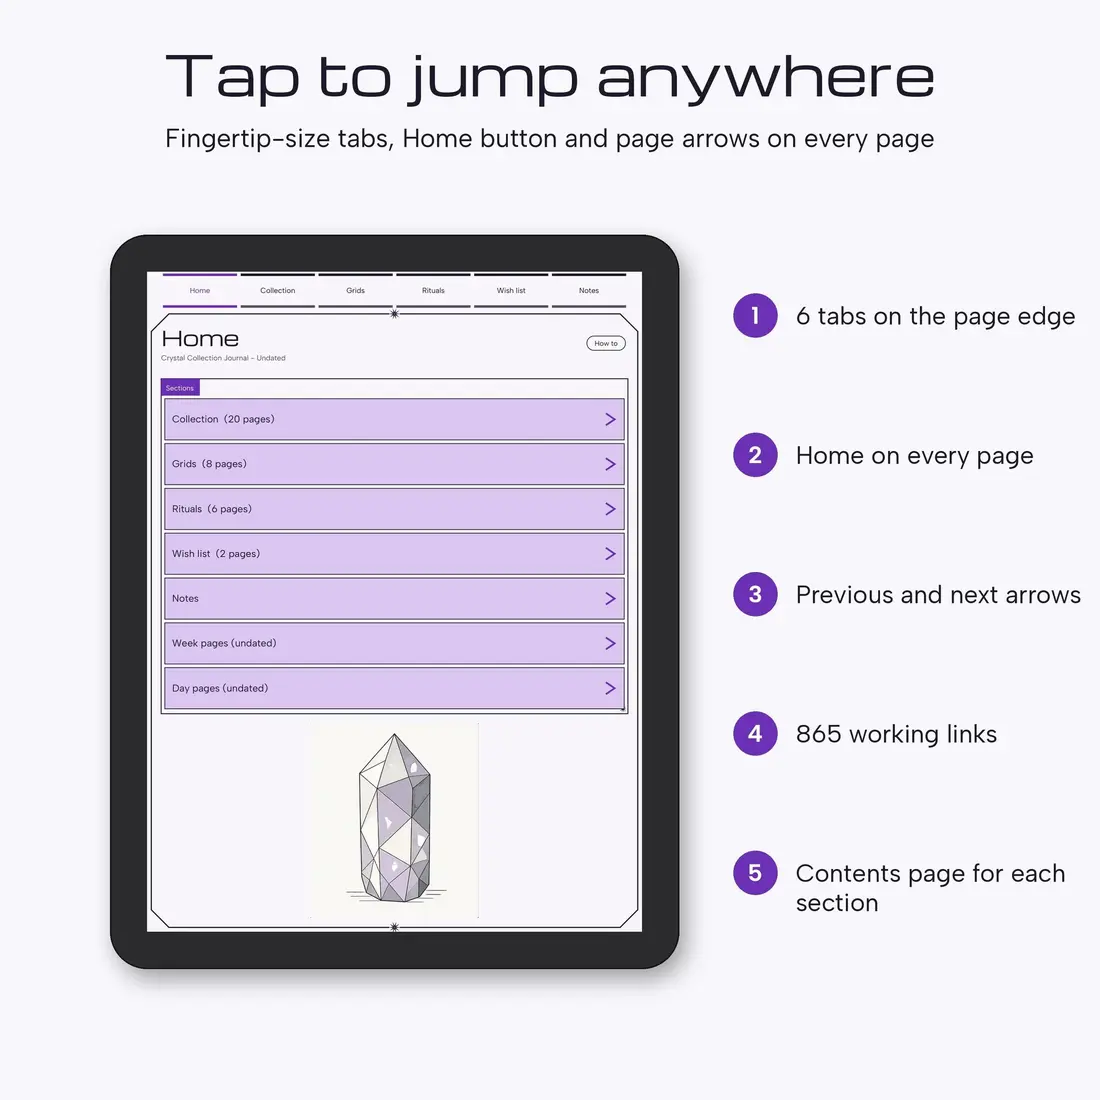 Tap to jump anywhere
Fingertip-size tabs, Home button and page arrows on every page
Home
Collection
Grids
Rituals
Wish list
Notes
Home
How to
Crystal Collection Journal - Undated
Sections
Collection (20 pages)
Grids (8 pages)
Rituals (6 pages)
Wish list (2 pages)
Notes
Week pages (undated)
Day pages (undated)
1 6 tabs on the page edge
2 Home on every page
3 Previous and next arrows
4 865 working links
5 Contents page for each
section